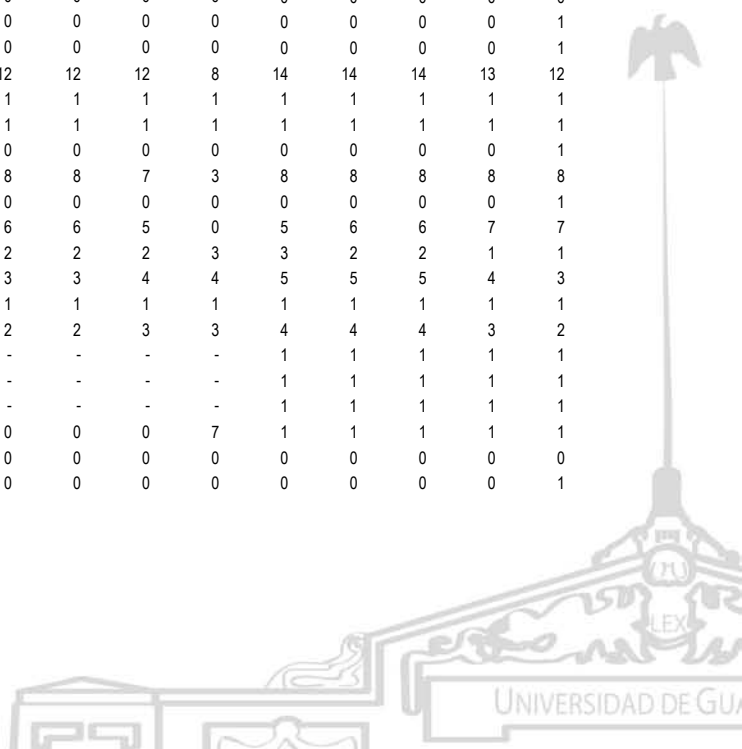 0 0 0 0 0 0 0 0 1
0 0 0 0 0 0 0 0 1
12 12 12 8 14 14 14 13 12
1 1 1 1 1 1 1 1 1
1 1 1 1 1 1 1 1 1
0 0 0 0 0 0 0 0 1
8 8 7 3 8 8 8 8 8
0 0 0 0 0 0 0 0 1
6 6 5 0 5 6 6 7 7
2 2 2 3 3 2 2 1 1
3 3 4 4 5 5 5 4 3
1 1 1 1 1 1 1 1 1
2 2 3 3 4 4 4 3 2
- - - - 1 1 1 1 1
- - - - 1 1 1 1 1
- - - - 1 1 1 1 1
0 0 0 7 1 1 1 1 1
0 0 0 0 0 0 0 0 0
0 0 0 0 0 0 0 0 1
LEX
UNIVERSIDAD DE GUA